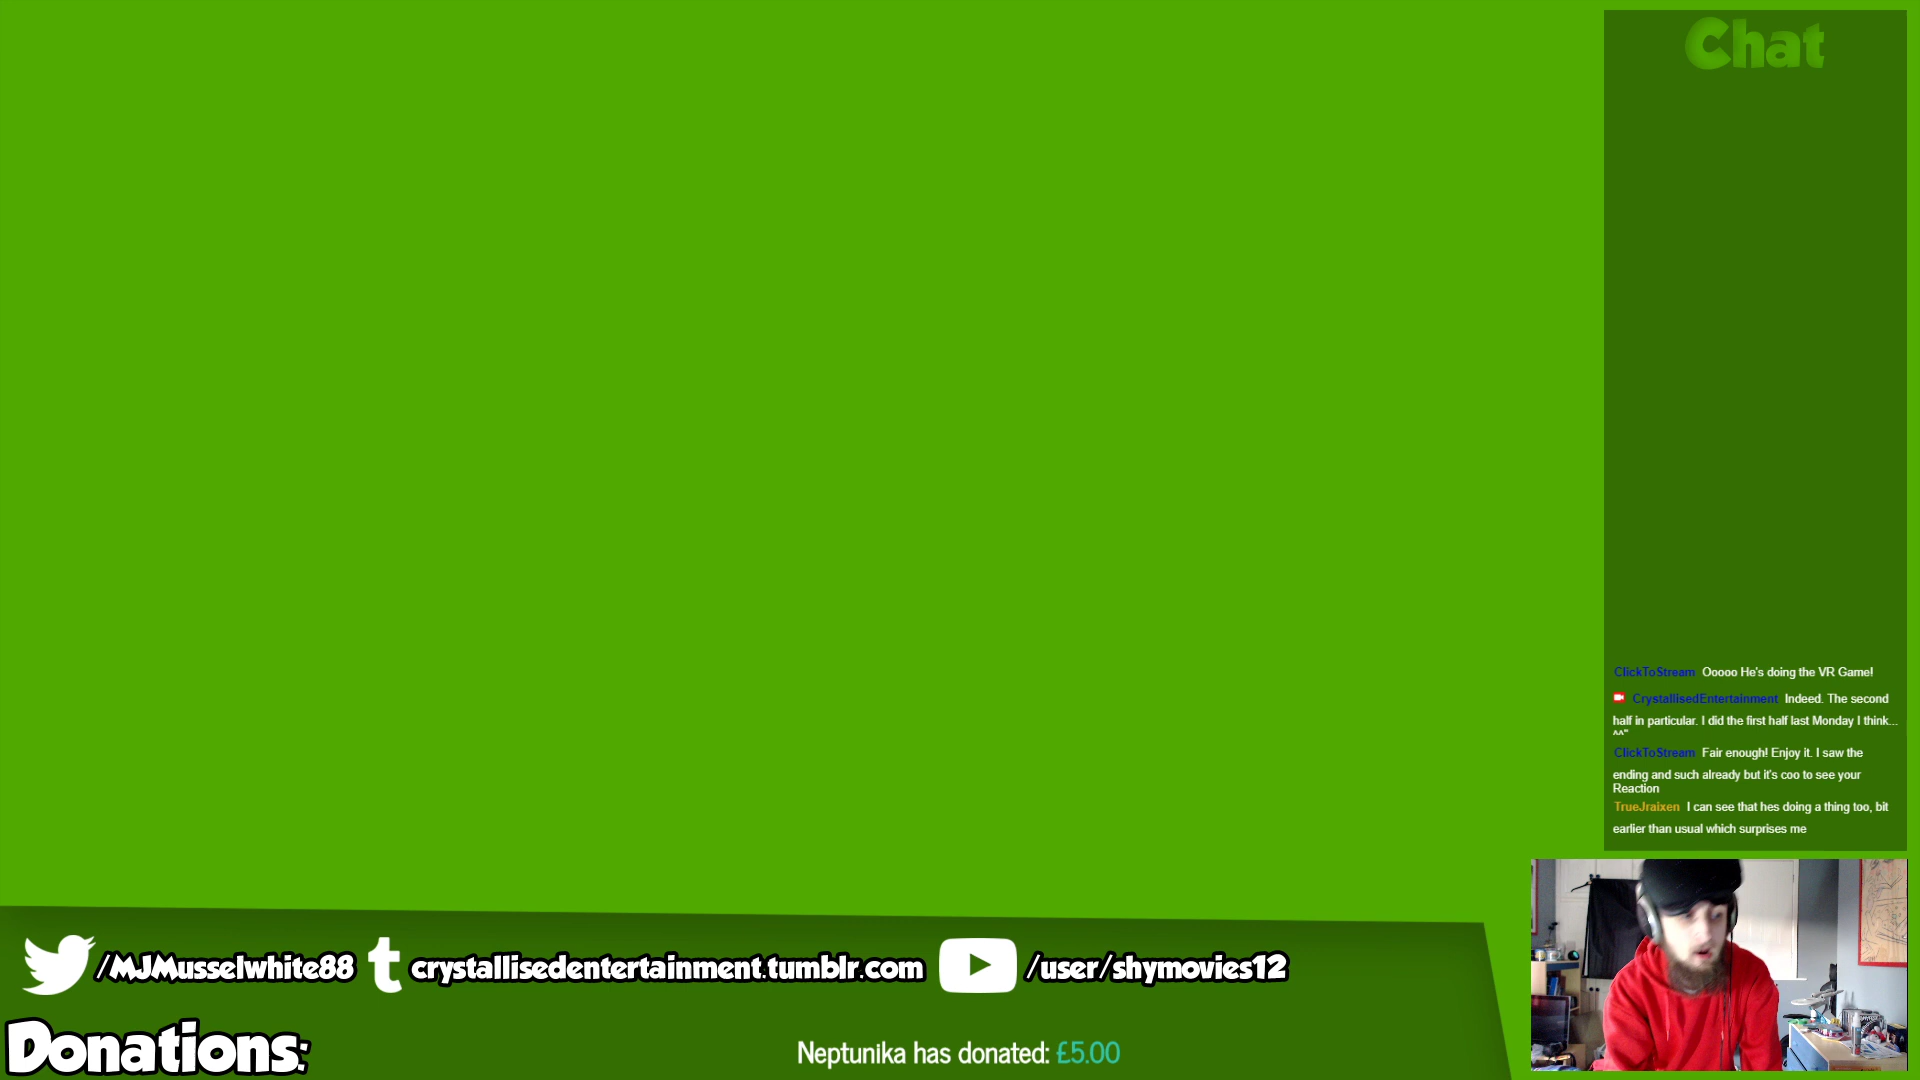 Chat
ClickToStream Ooooo He's doing the VR Game!
CrystallisedEntertainment Indeed. The second
half in particular. I did the first half last Monday I think...
^^"
ClickToStream Fair enough! Enjoy it. I saw the
ending and such already but it's coo to see your
Reaction
TrueJraixen I can see that hes doing a thing too, bit
earlier than usual which surprises me
/MJMusselwhite88 t crystallisedentertainment.tumblr.com /user/shymovies12
Donations:
Neptunika has donated: £5.00